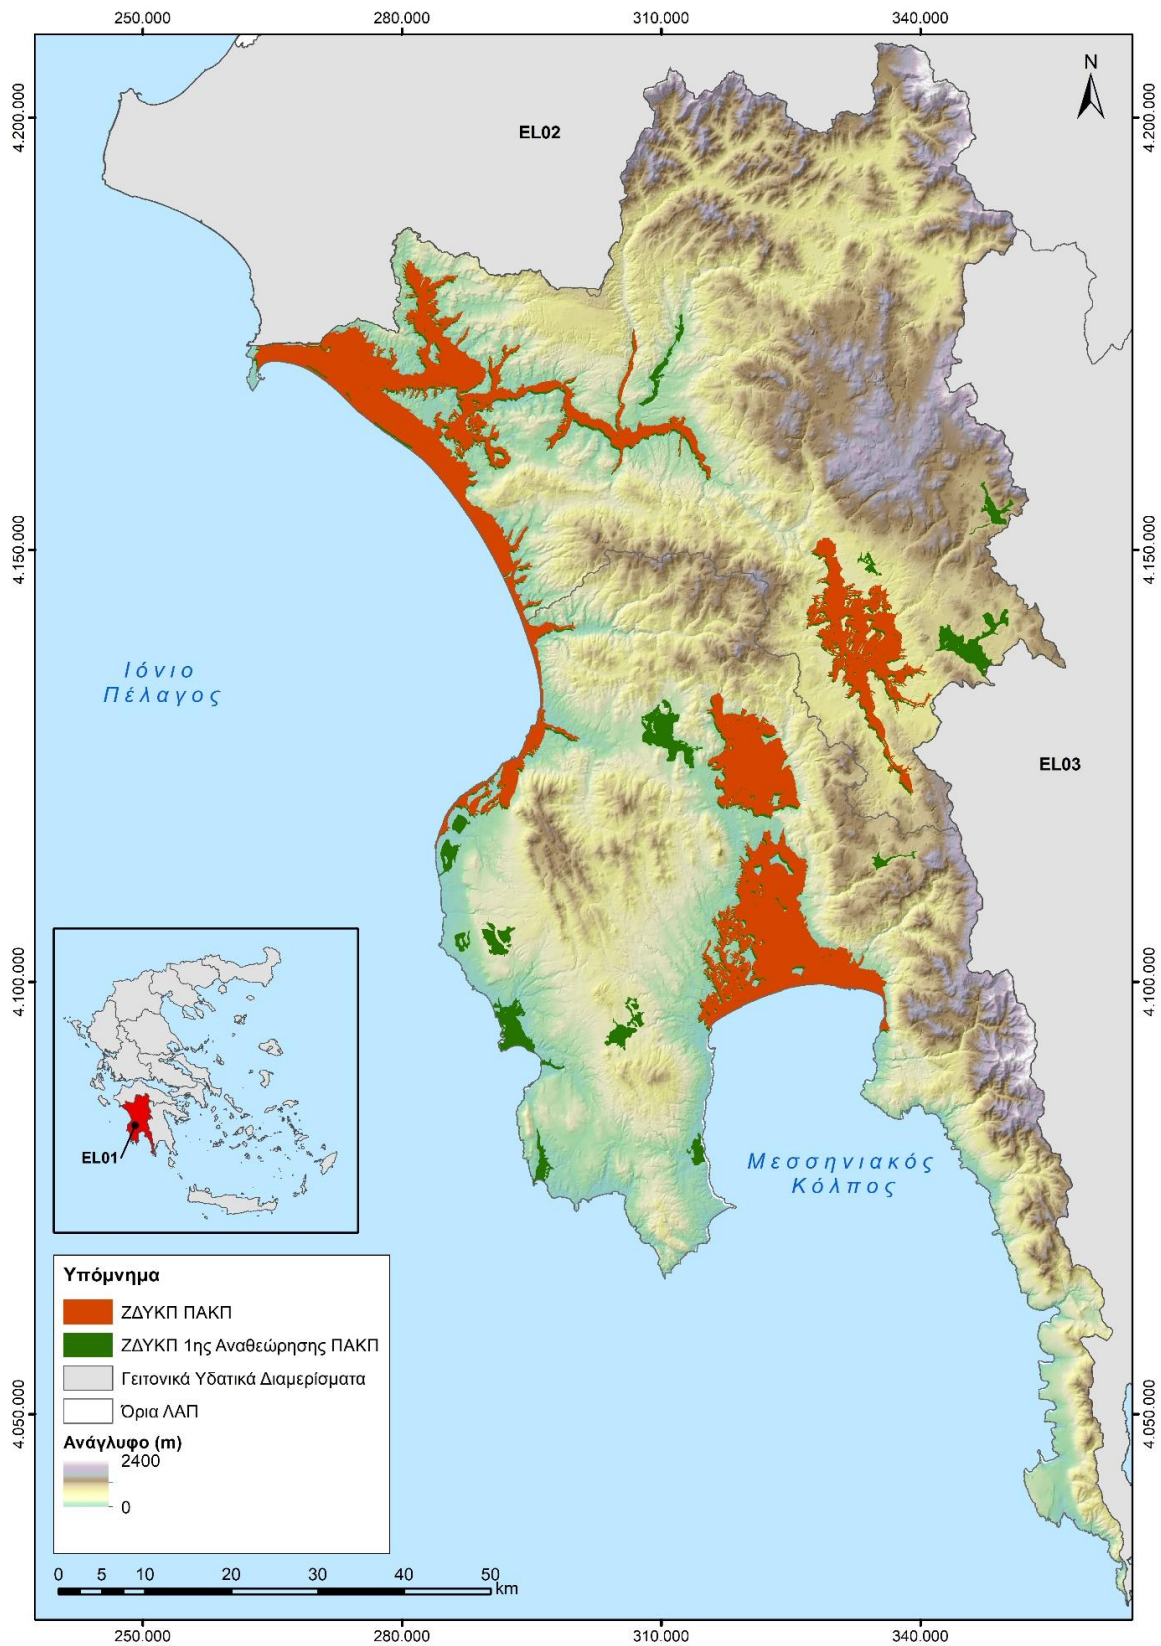 250.000
280.000
310.000
340.000
N
4.200.000
4.200.000
EL02
4.150.000
4.150.000
Ιόνιο
Πέλαγος
EL03
4.100.000
4.100.000
EL01
Μεσσηνιακός
Κόλπος
Υπόμνημα
ΖΔΥΚΠ ΠΑΚΠ
ΖΔΥΚΠ 1ης Αναθεώρησης ΠΑΚΠ
Γειτονικά Υδατικά Διαμερίσματα
Όρια ΛΑΠ
Ανάγλυφο (m)
2400
0
4.050.000
4.050.000
0 5 10 20 30 40 50 km
250.000
280.000
310.000
340.000